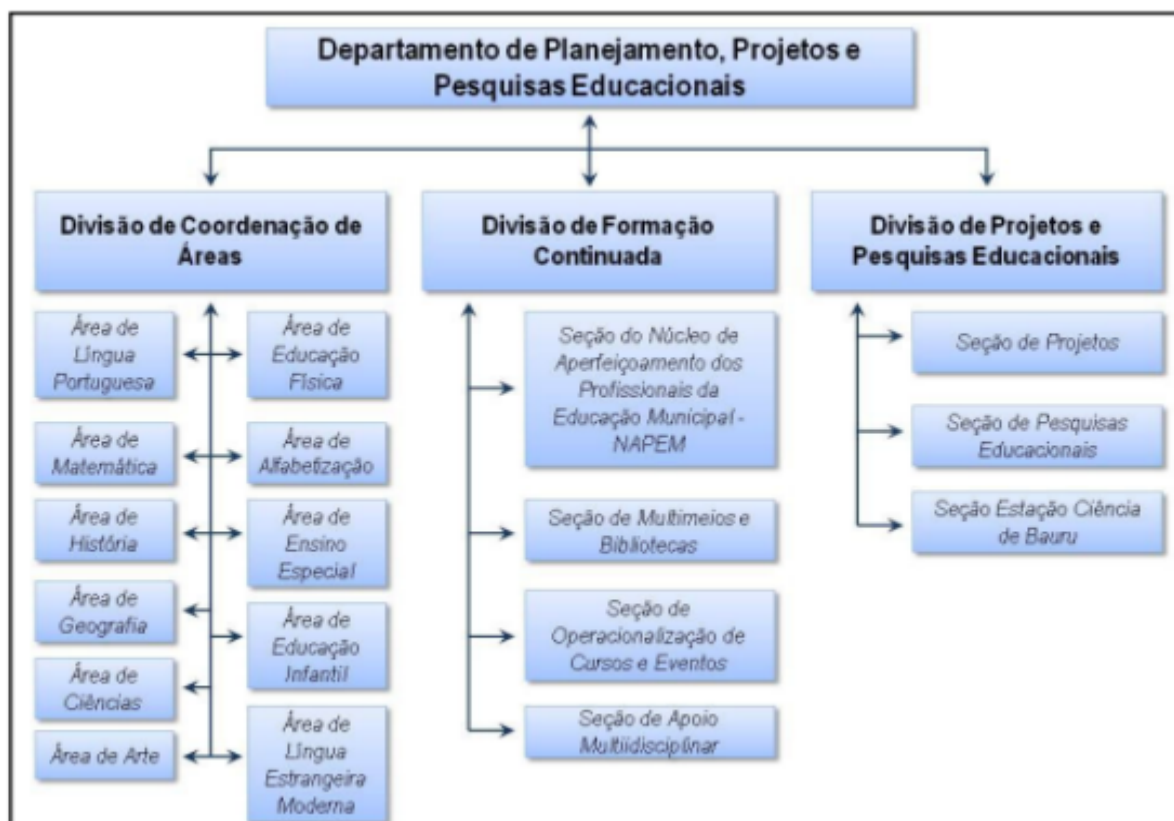 Departamento de Planejamento, Projetos e
Pesquisas Educacionais
Divisão de Coordenação de
Áreas
Área de
Língua
Portuguesa
Área de
Educação
Física
Área de
Matemática
Área de
Alfabetização
Área de
História
Área de
Ensino
Especial
Área de
Geografia
Área de
Educação
Infantil
Área de
Ciências
Área de Arte
Área de
Língua
Estrangeira
Moderna
Divisão de Formação
Continuada
Seção do Núcleo de
Aperfeiçoamento dos
Profissionais da
Educação Municipal -
NAPEM
Seção de Multimeios e
Bibliotecas
Seção de
Operacionalização de
Cursos e Eventos
Seção de Apoio
Multiidisciplinar
Divisão de Projetos e
Pesquisas Educacionais
Seção de Projetos
Seção de Pesquisas
Educacionais
Seção Estação Ciência
de Bauru